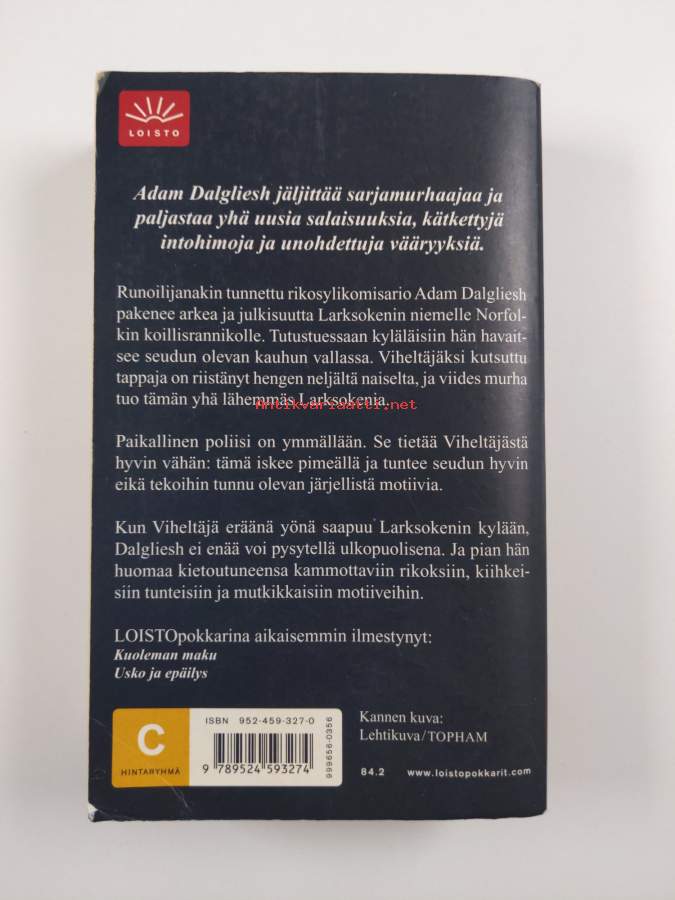 LOISTO
Adam Dalgliesh jäljittää sarjamurhaajaa ja
paljastaa yhä uusia salaisuuksia, kätkettyjä
intohimoja ja unohdettuja vääryyksiä.
Runoilijanakin tunnettu rikosylikomisario Adam Dalgliesh
pakenee arkea ja julkisuutta Larksokenin niemelle Norfol-
kin koillisrannikolle. Tutustuessaan kyläläisiin hän havait-
see seudun olevan kauhun vallassa. Viheltäjäksi kutsuttu
tappaja on riistänyt hengen neljältä naiselta, ja viides murha
tuo tämän yhä lähemmäs Larksokenia.
Antikvariaatti.net
Paikallinen poliisi on ymmällään. Se tietää Viheltäjästä
hyvin vähän: tämä iskee pimeällä ja tuntee seudun hyvin
eikä tekoihin tunnu olevan järjellistä motiivia.
Kun Viheltäjä eräänä yönä saapuu Larksokenin kylään,
Dalgliesh ei enää voi pysytellä ulkopuolisena. Ja pian hän
huomaa kietoutuneensa kammottaviin rikoksiin, kiihkei-
siin tunteisiin ja mutkikkaisiin motiiveihin.
LOISTOpokkarina aikaisemmin ilmestynyt:
Kuoleman maku
Usko ja epäilys
C
HINTARYHMÄ
ISBN 952-459-327-0
9 789524 593274
999656-0356
Kannen kuva:
Lehtikuva/TOPHAM
84.2 www.loistopokkarit.com